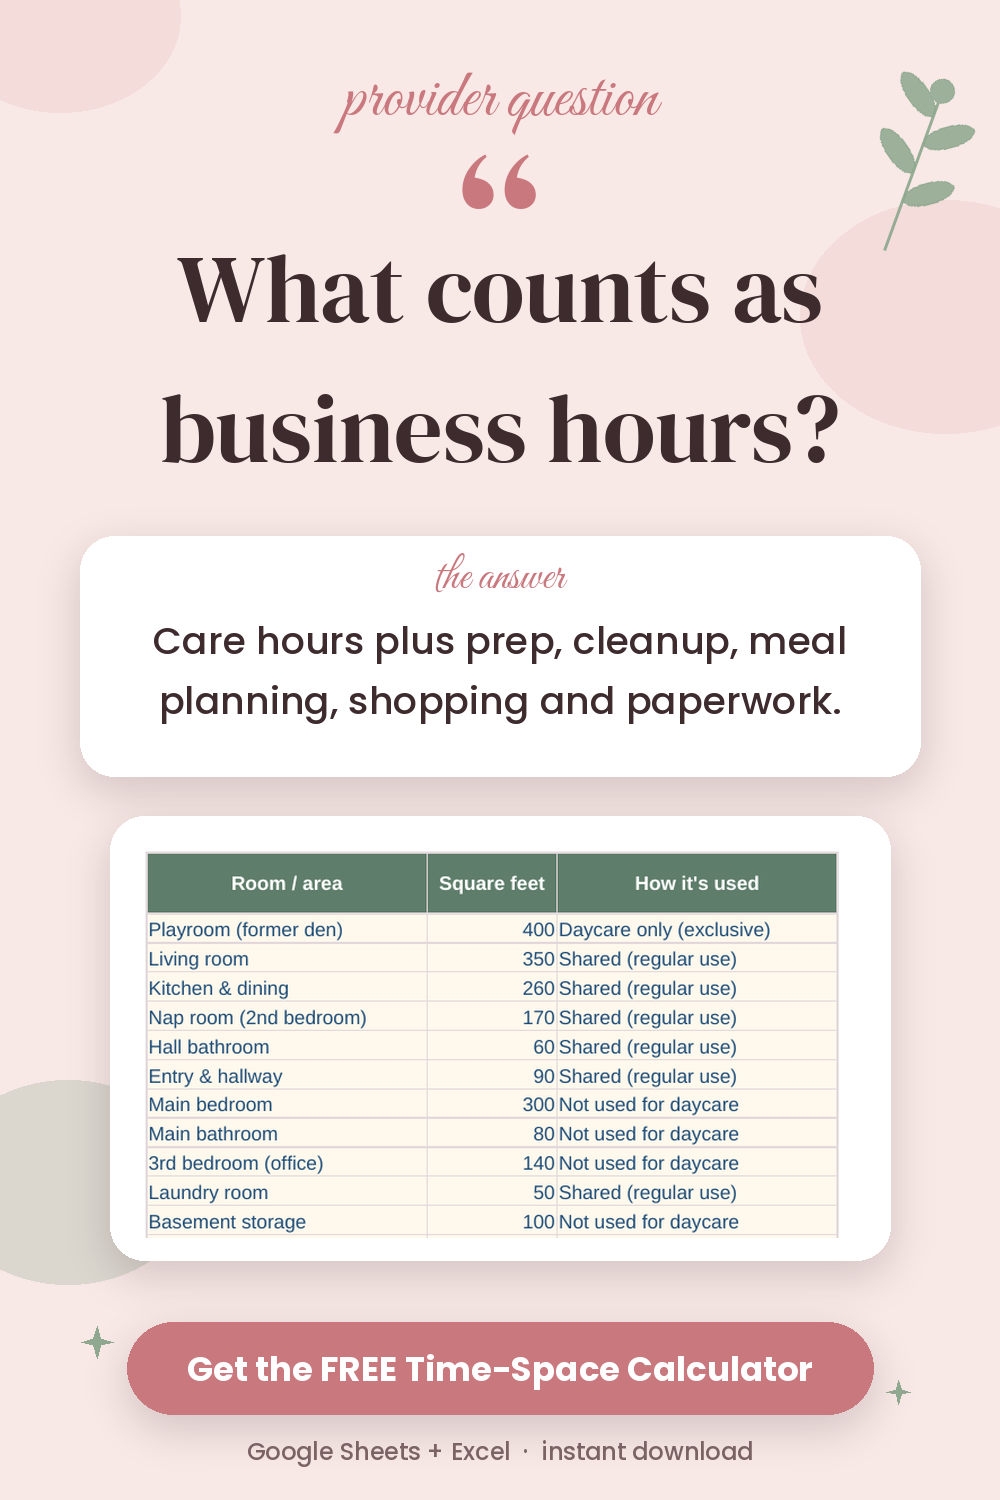 provider question
“
What counts as
business hours?
the answer
Care hours plus prep, cleanup, meal
planning, shopping and paperwork.
Room / area Square feet How it's used
Playroom (former den) 400 Daycare only (exclusive)
Living room 350 Shared (regular use)
Kitchen & dining 260 Shared (regular use)
Nap room (2nd bedroom) 170 Shared (regular use)
Hall bathroom 60 Shared (regular use)
Entry & hallway 90 Shared (regular use)
Main bedroom 300 Not used for daycare
Main bathroom 80 Not used for daycare
3rd bedroom (office) 140 Not used for daycare
Laundry room 50 Shared (regular use)
Basement storage 100 Not used for daycare
Get the FREE Time-Space Calculator
Google Sheets + Excel · instant download